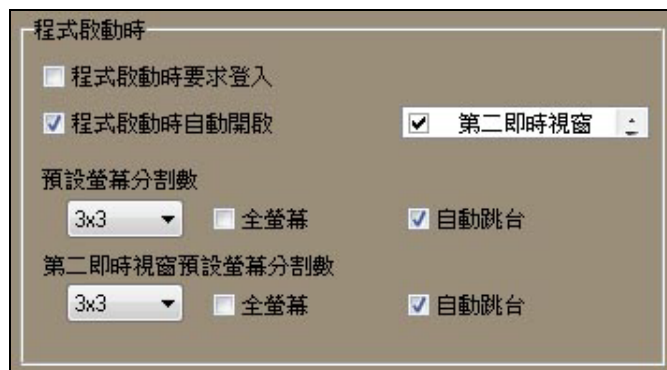 程式啟動時
程式啟動時要求登入
程式啟動時自動開啟 第二即時視窗
預設螢幕分割數
3x3 全螢幕 自動跳台
第二即時視窗預設螢幕分割數
3x3 全螢幕 自動跳台